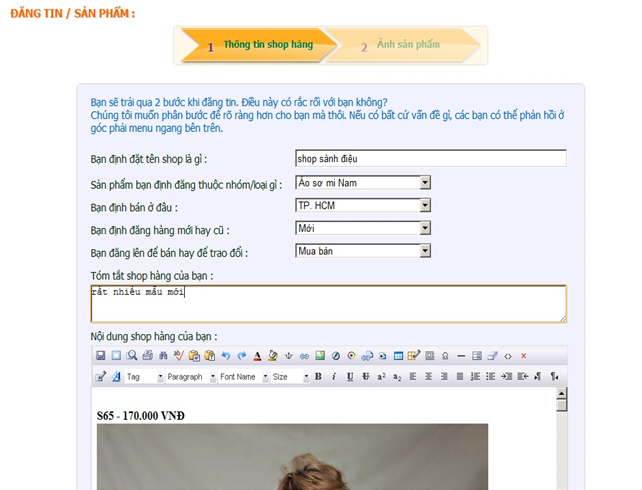 ĐĂNG TIN / SẢN PHẨM :
1 Thông tin shop hàng 2 Ảnh sản phẩm
Bạn sẽ trải qua 2 bước khi đăng tin. Điều này có rắc rối với bạn không?
Chúng tôi muốn phân bước để rõ ràng hơn cho bạn mà thôi. Nếu có bất cứ vấn đề gì, các bạn có thể phản hồi ở
góc phải menu ngang bên trên.
Bạn định đặt tên shop là gì : shop sành điệu
Sản phẩm bạn định đăng thuộc nhóm/loại gì : Áo sơ mi Nam
Bạn định bán ở đâu : TP. HCM
Bạn định đăng hàng mới hay cũ : Mới
Bạn đăng lên để bán hay để trao đổi : Mua bán
Tóm tắt shop hàng của bạn :
rất nhiều mẫu mới
Nội dung shop hàng của bạn :
Tag Paragraph Font Name Size
S65 - 170.000 VNĐ